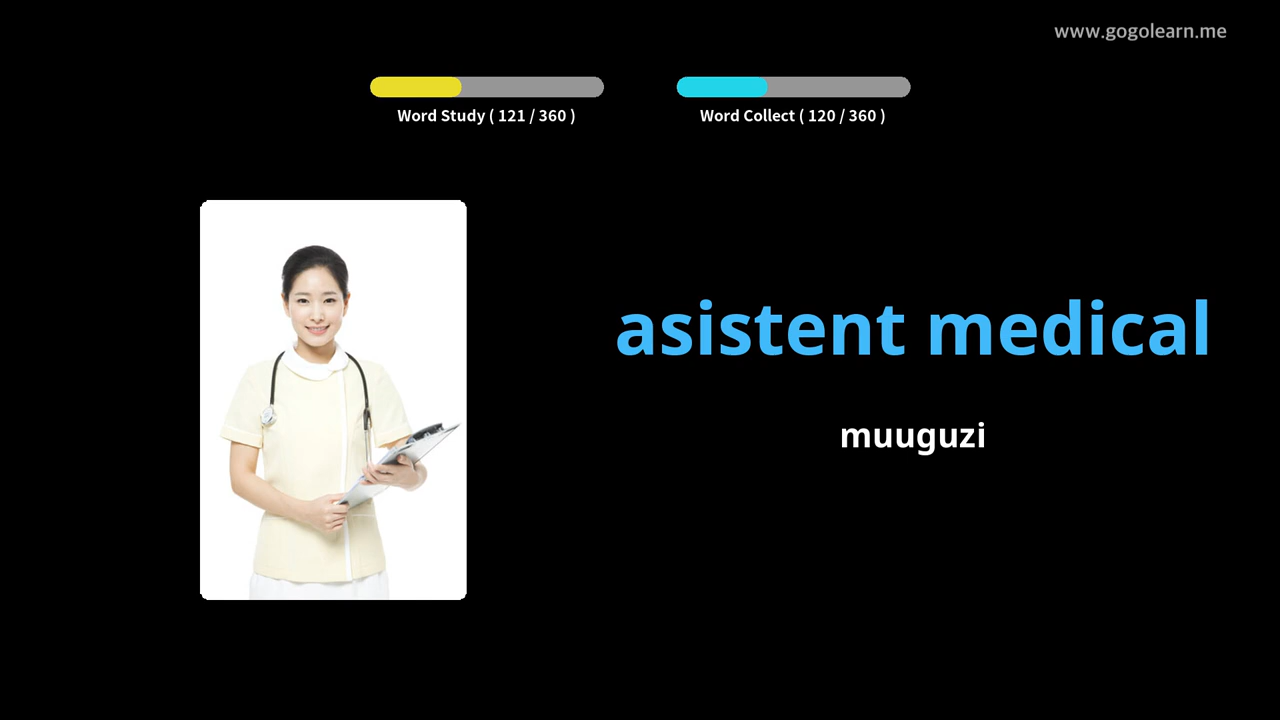 www.gogolearn.me
Word Study ( 121 / 360 )
Word Collect ( 120 / 360 )
asistent medical
muuguzi